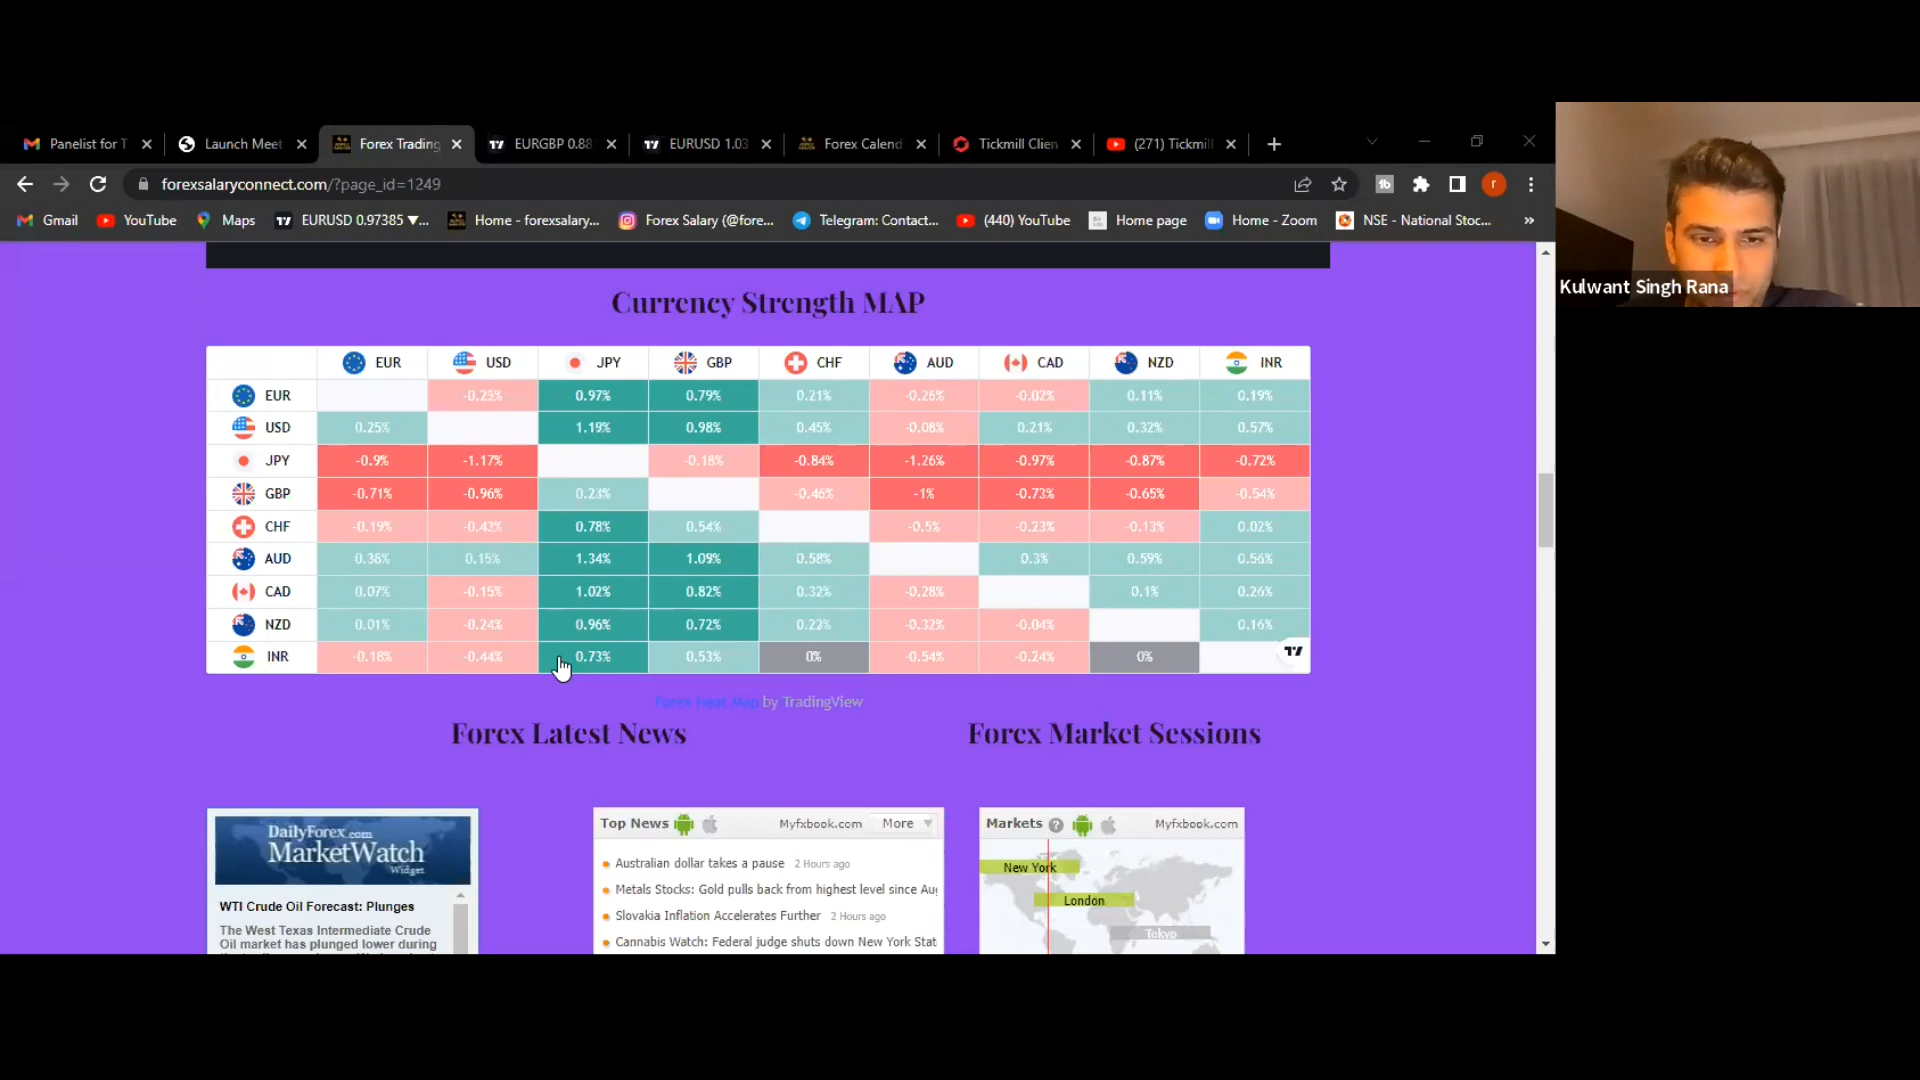 Panelist for T
Launch Meet
Forex Trading
EURGBP 0.88
EURUSD 1.03
Forex Calend
Tickmill Clien
(271) Tickmill
forexsalaryconnect.com/?page_id=1249
r
Gmail
YouTube
Maps
EURUSD 0.97385 ▼...
Home - forexsalary...
Forex Salary (@fore...
Telegram: Contact...
(440) YouTube
Home page
Home - Zoom
NSE - National Stoc...
»
Kulwant Singh Rana
Currency Strength MAP
EUR USD JPY GBP CHF AUD CAD NZD INR
EUR -0.25% 0.97% 0.79% 0.21% -0.26% -0.02% 0.11% 0.19%
USD 0.25% 1.19% 0.98% 0.45% -0.08% 0.21% 0.32% 0.57%
JPY -0.9% -1.17% -0.18% -0.84% -1.26% -0.97% -0.87% -0.72%
GBP -0.71% -0.96% 0.23% -0.46% -1% -0.73% -0.65% -0.54%
CHF -0.19% -0.43% 0.78% 0.54% -0.5% -0.23% -0.13% 0.02%
AUD 0.36% 0.15% 1.34% 1.09% 0.58% 0.3% 0.59% 0.56%
CAD 0.07% -0.15% 1.02% 0.82% 0.32% -0.28% 0.1% 0.26%
NZD 0.01% -0.24% 0.96% 0.72% 0.23% -0.32% -0.04% 0.16%
INR -0.18% -0.44% 0.73% 0.53% 0% -0.54% -0.24% 0%
Forex Heat Map by TradingView
Forex Latest News
Forex Market Sessions
DailyForex.com
MarketWatch
Widget
WTI Crude Oil Forecast: Plunges
The West Texas Intermediate Crude
Oil market has plunged lower during
Top News
Myfxbook.com
More
Australian dollar takes a pause 2 Hours ago
Metals Stocks: Gold pulls back from highest level since Aug
Slovakia Inflation Accelerates Further 2 Hours ago
Cannabis Watch: Federal judge shuts down New York Stat
Markets
Myfxbook.com
New York
London
Tokyo